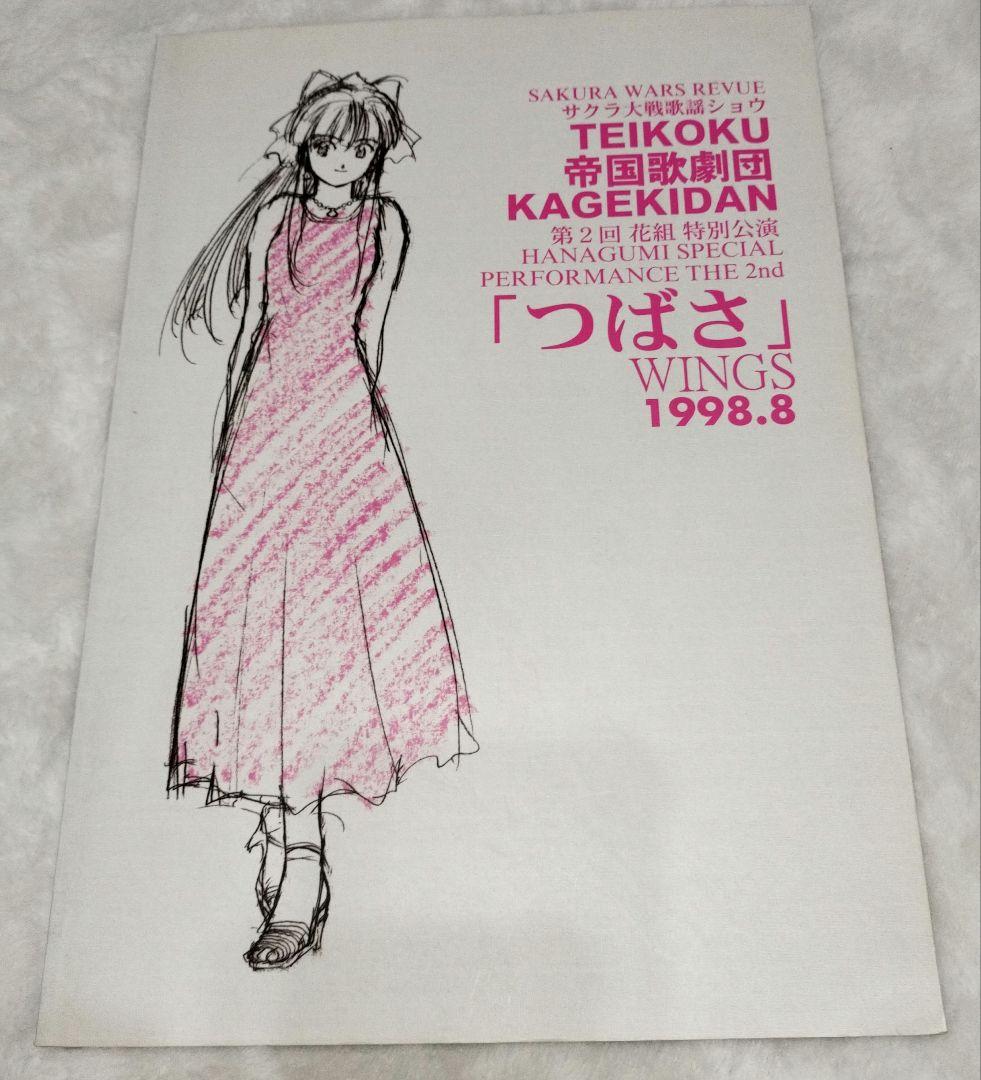 SAKURA WARS REVUE
サクラ大戦歌謡ショウ
TEIKOKU
帝国歌劇団
KAGEKIDAN
第2回 花組 特別公演
HANAGUMI SPECIAL
PERFORMANCE THE 2nd
「つばさ」
WINGS
1998.8